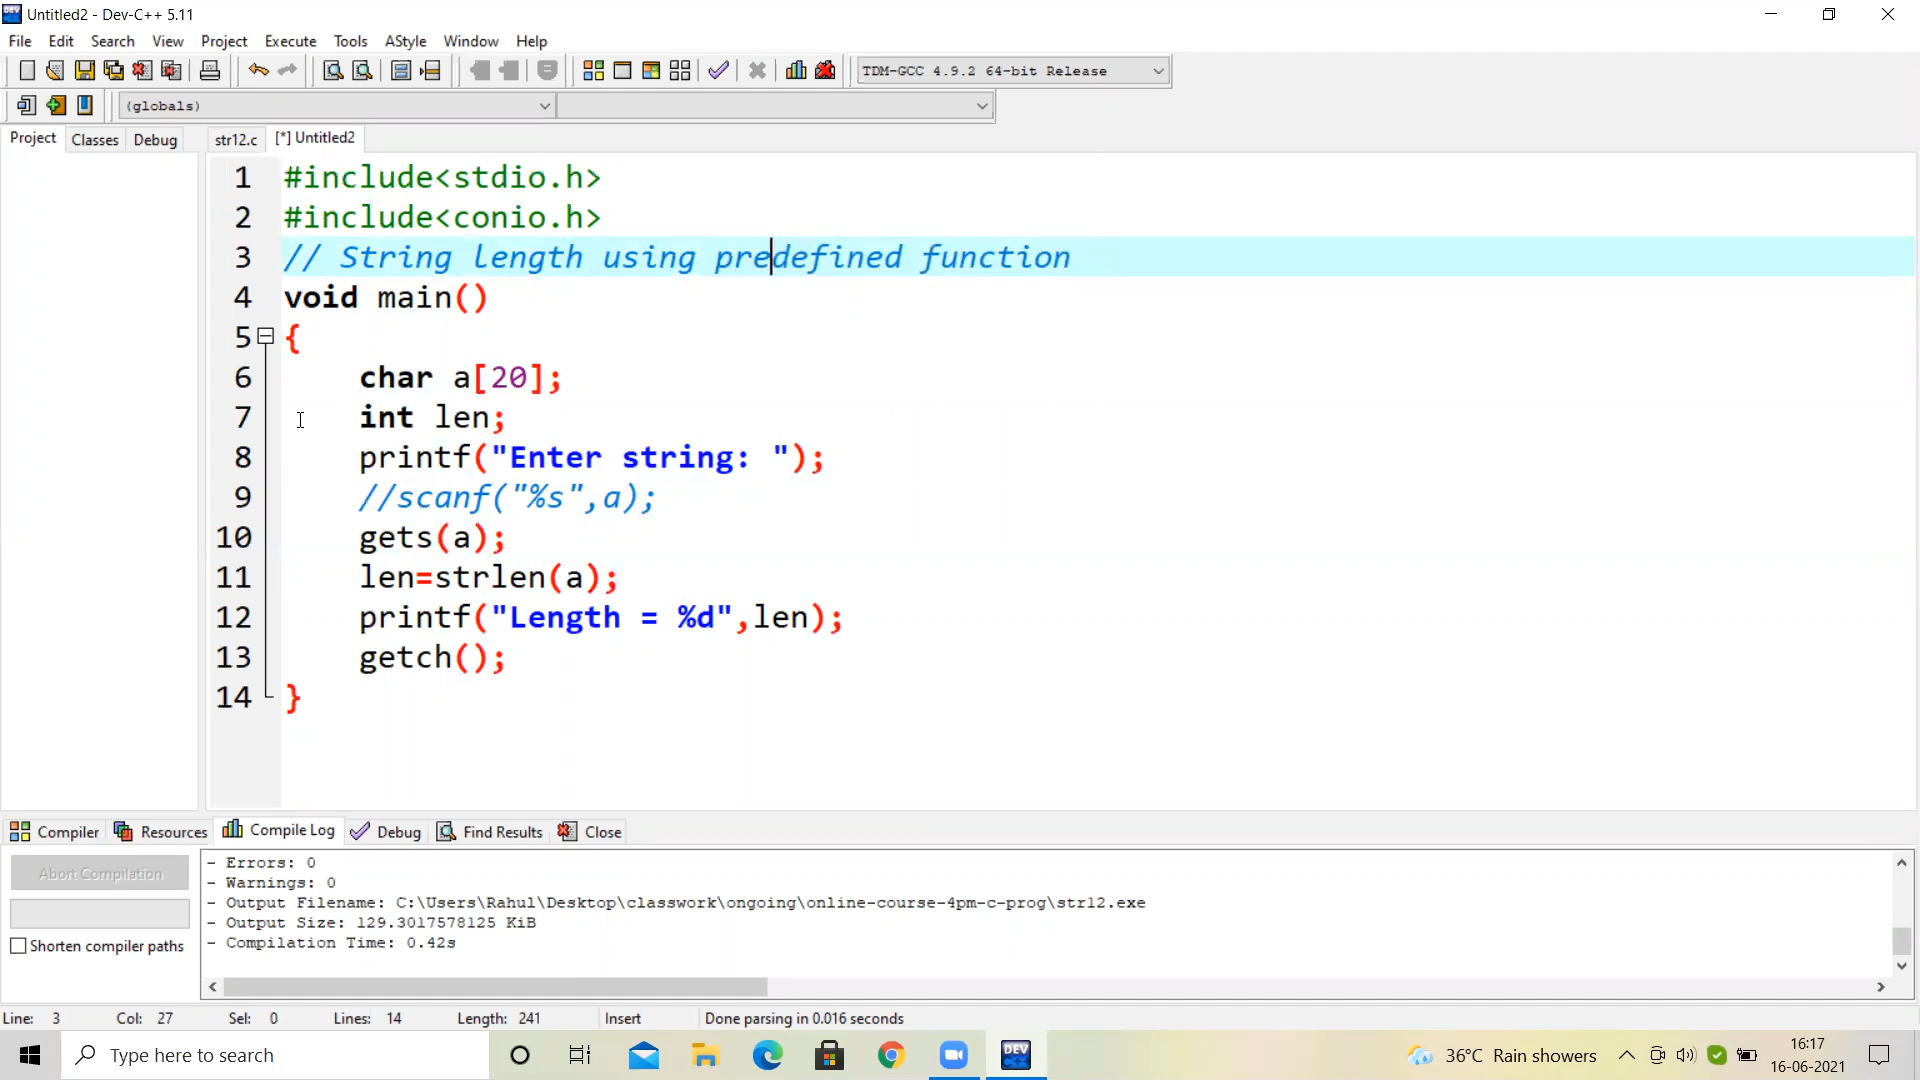 Untitled2 - Dev-C++ 5.11
File Edit Search View Project Execute Tools AStyle Window Help
TDM-GCC 4.9.2 64-bit Release
(globals)
Project Classes Debug str12.c [*] Untitled2
1 #include<stdio.h>
2 #include<conio.h>
3 // String length using predefined function
4 void main()
5 {
6 char a[20];
7 int len;
8 printf("Enter string: ");
9 //scanf("%s",a);
10 gets(a);
11 len=strlen(a);
12 printf("Length = %d",len);
13 getch();
14 }
Compiler Resources Compile Log Debug Find Results Close
Abort Compilation
Shorten compiler paths
- Errors: 0
- Warnings: 0
- Output Filename: C:\Users\Rahul\Desktop\classwork\ongoing\online-course-4pm-c-prog\str12.exe
- Output Size: 129.3017578125 KiB
- Compilation Time: 0.42s
Line: 3 Col: 27 Sel: 0 Lines: 14 Length: 241 Insert Done parsing in 0.016 seconds
Type here to search
DEV
36°C Rain showers
16:17
16-06-2021